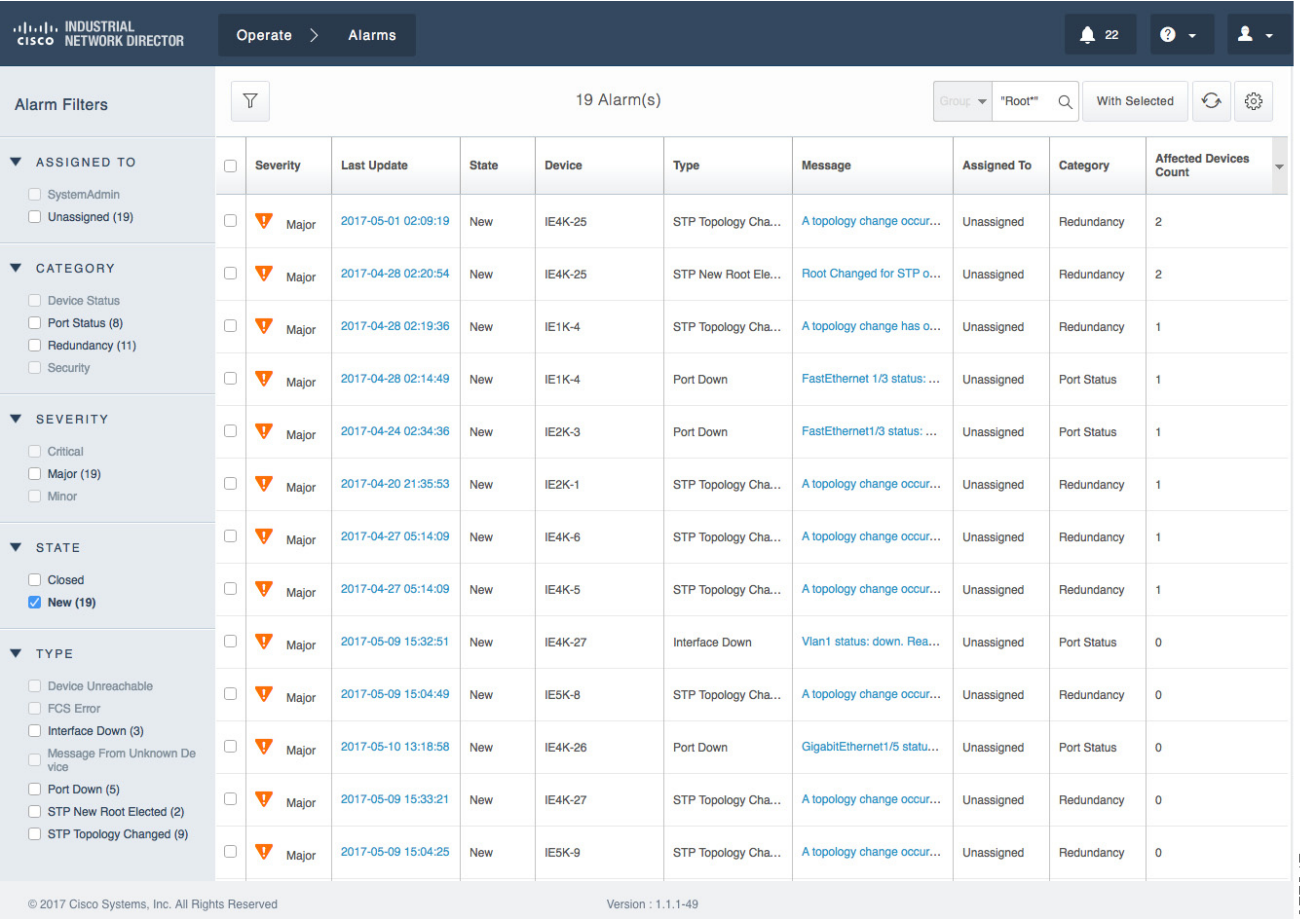 INDUSTRIAL
CISCO NETWORK DIRECTOR
Operate > Alarms
22
Alarm Filters
19 Alarm(s)
Group
"Root*"
With Selected
ASSIGNED TO
SystemAdmin
Unassigned (19)
CATEGORY
Device Status
Port Status (8)
Redundancy (11)
Security
SEVERITY
Critical
Major (19)
Minor
STATE
Closed
New (19)
TYPE
Device Unreachable
FCS Error
Interface Down (3)
Message From Unknown De
vice
Port Down (5)
STP New Root Elected (2)
STP Topology Changed (9)
Severity Last Update State Device Type Message Assigned To Category Affected Devices Count
Major 2017-05-01 02:09:19 New IE4K-25 STP Topology Cha... A topology change occur... Unassigned Redundancy 2
Major 2017-04-28 02:20:54 New IE4K-25 STP New Root Ele... Root Changed for STP o... Unassigned Redundancy 2
Major 2017-04-28 02:19:36 New IE1K-4 STP Topology Cha... A topology change has o... Unassigned Redundancy 1
Major 2017-04-28 02:14:49 New IE1K-4 Port Down FastEthernet 1/3 status: ... Unassigned Port Status 1
Major 2017-04-24 02:34:36 New IE2K-3 Port Down FastEthernet1/3 status: ... Unassigned Port Status 1
Major 2017-04-20 21:35:53 New IE2K-1 STP Topology Cha... A topology change occur... Unassigned Redundancy 1
Major 2017-04-27 05:14:09 New IE4K-6 STP Topology Cha... A topology change occur... Unassigned Redundancy 1
Major 2017-04-27 05:14:09 New IE4K-5 STP Topology Cha... A topology change occur... Unassigned Redundancy 1
Major 2017-05-09 15:32:51 New IE4K-27 Interface Down Vlan1 status: down. Rea... Unassigned Port Status 0
Major 2017-05-09 15:04:49 New IE5K-8 STP Topology Cha... A topology change occur... Unassigned Redundancy 0
Major 2017-05-10 13:18:58 New IE4K-26 Port Down GigabitEthernet1/5 statu... Unassigned Port Status 0
Major 2017-05-09 15:33:21 New IE4K-27 STP Topology Cha... A topology change occur... Unassigned Redundancy 0
Major 2017-05-09 15:04:25 New IE5K-9 STP Topology Cha... A topology change occur... Unassigned Redundancy 0
© 2017 Cisco Systems, Inc. All Rights Reserved
Version : 1.1.1-49